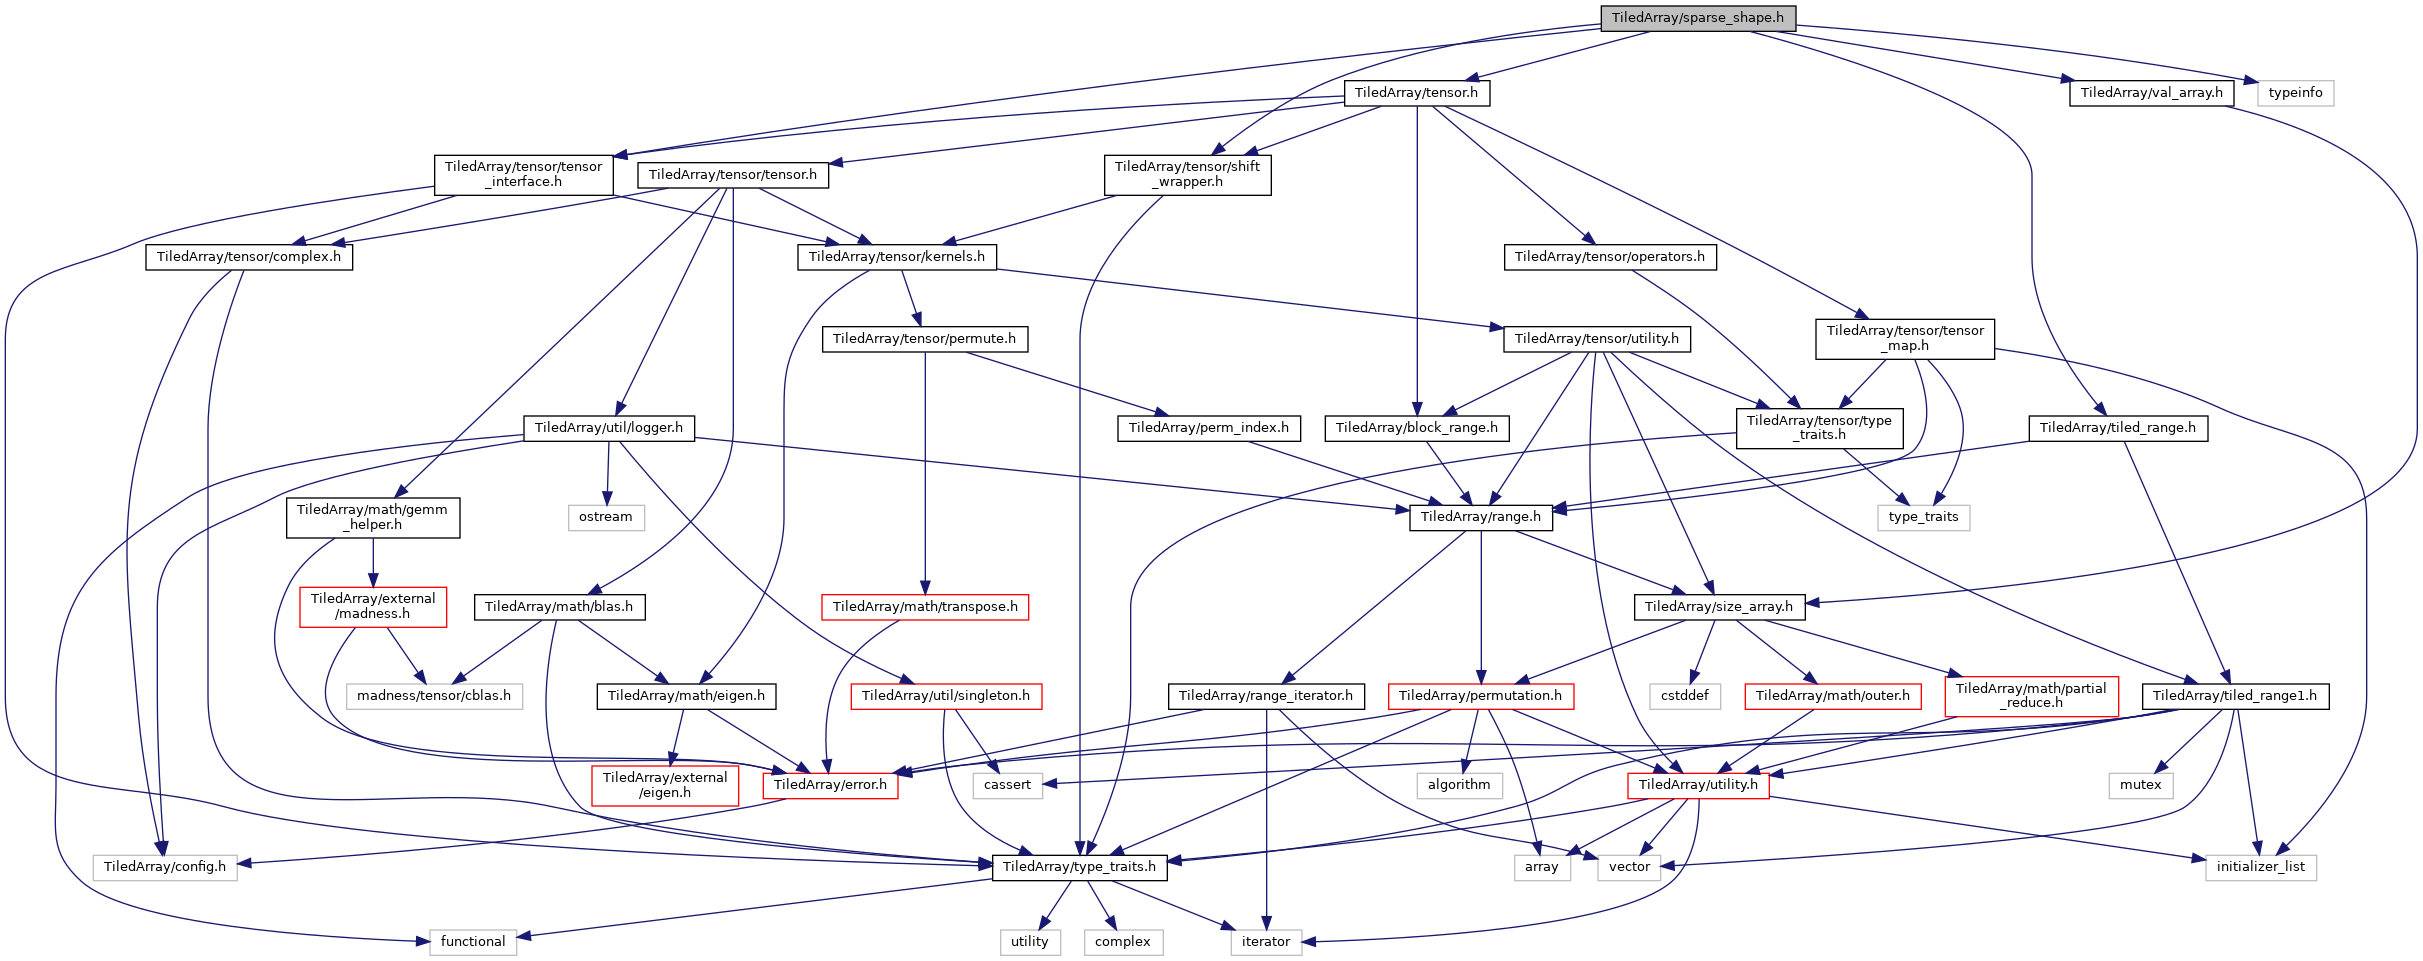 TiledArray/sparse_shape.h
TiledArray/tensor.h
TiledArray/val_array.h
typeinfo
TiledArray/tensor/tensor
_interface.h
TiledArray/tensor/tensor.h
TiledArray/tensor/shift
_wrapper.h
TiledArray/tensor/complex.h
TiledArray/tensor/kernels.h
TiledArray/tensor/operators.h
TiledArray/tensor/permute.h
TiledArray/tensor/utility.h
TiledArray/tensor/tensor
_map.h
TiledArray/util/logger.h
TiledArray/perm_index.h
TiledArray/block_range.h
TiledArray/tensor/type
_traits.h
TiledArray/tiled_range.h
TiledArray/math/gemm
_helper.h
ostream
TiledArray/range.h
type_traits
TiledArray/external
/madness.h
TiledArray/math/blas.h
TiledArray/math/transpose.h
TiledArray/size_array.h
madness/tensor/cblas.h
TiledArray/math/eigen.h
TiledArray/util/singleton.h
TiledArray/range_iterator.h
TiledArray/permutation.h
cstddef
TiledArray/math/outer.h
TiledArray/math/partial
_reduce.h
TiledArray/tiled_range1.h
TiledArray/external
/eigen.h
TiledArray/error.h
cassert
algorithm
TiledArray/utility.h
mutex
TiledArray/config.h
TiledArray/type_traits.h
array
vector
initializer_list
functional
utility
complex
iterator